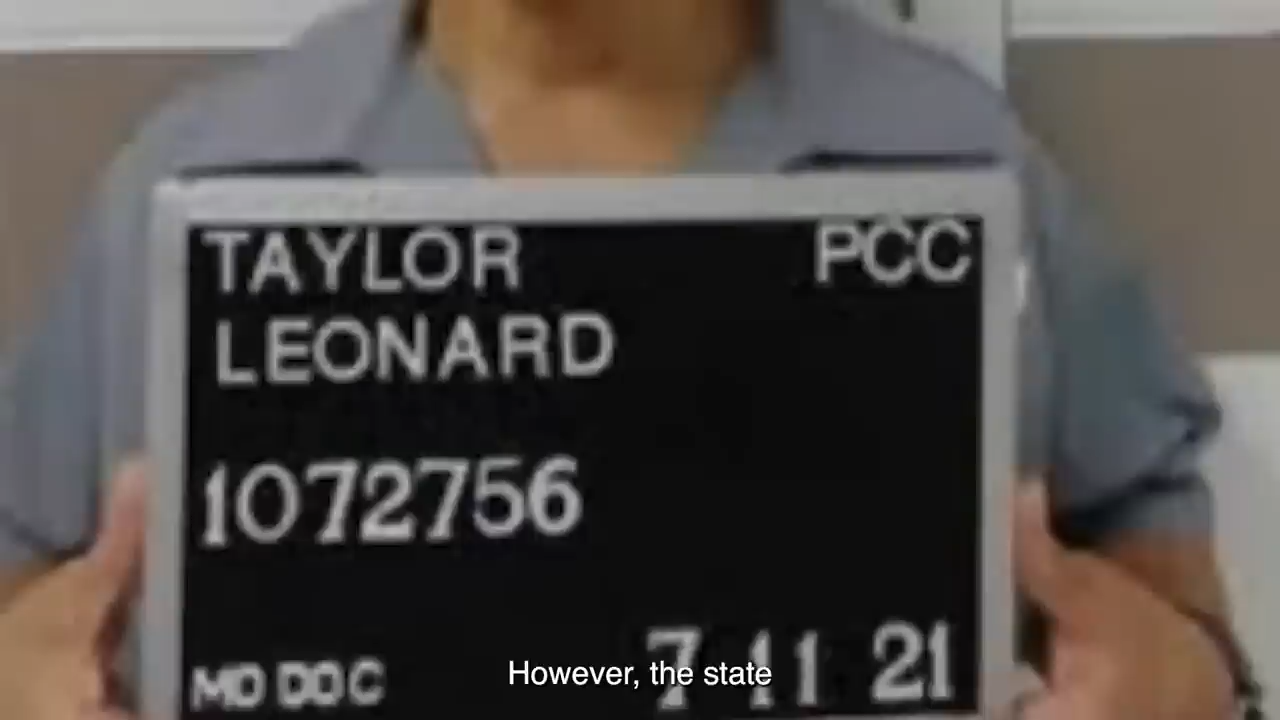 TAYLOR PCC
LEONARD
1072756
MO DOC 7 11 21
However, the state